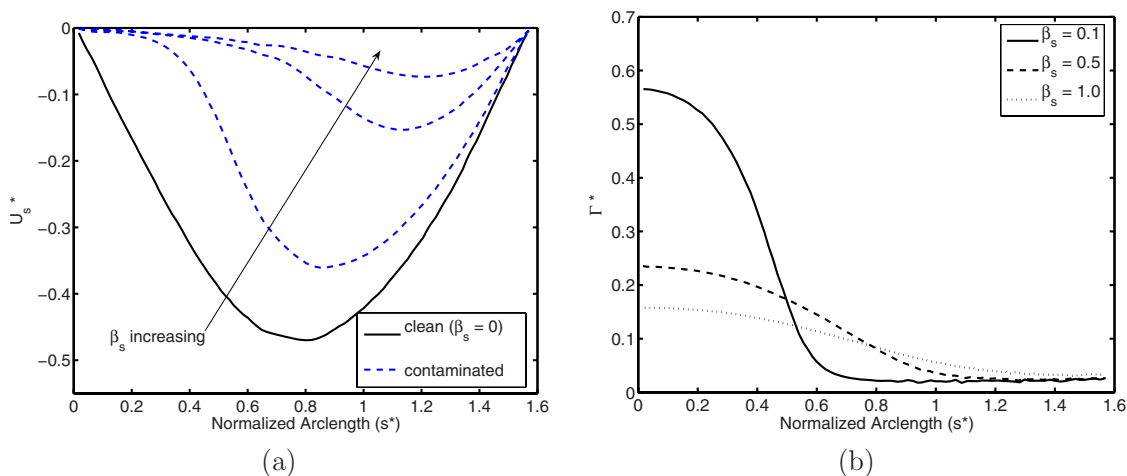 0
−0.1
−0.2
−0.3
−0.4
−0.5
U_s*
0 0.2 0.4 0.6 0.8 1 1.2 1.4 1.6
Normalized Arclength (s*)
β_s increasing
clean (β_s = 0)
contaminated
(a)
0.7
0.6
0.5
0.4
0.3
0.2
0.1
0
Γ*
0 0.2 0.4 0.6 0.8 1 1.2 1.4 1.6
Normalized Arclength (s*)
β_s = 0.1
β_s = 0.5
β_s = 1.0
(b)